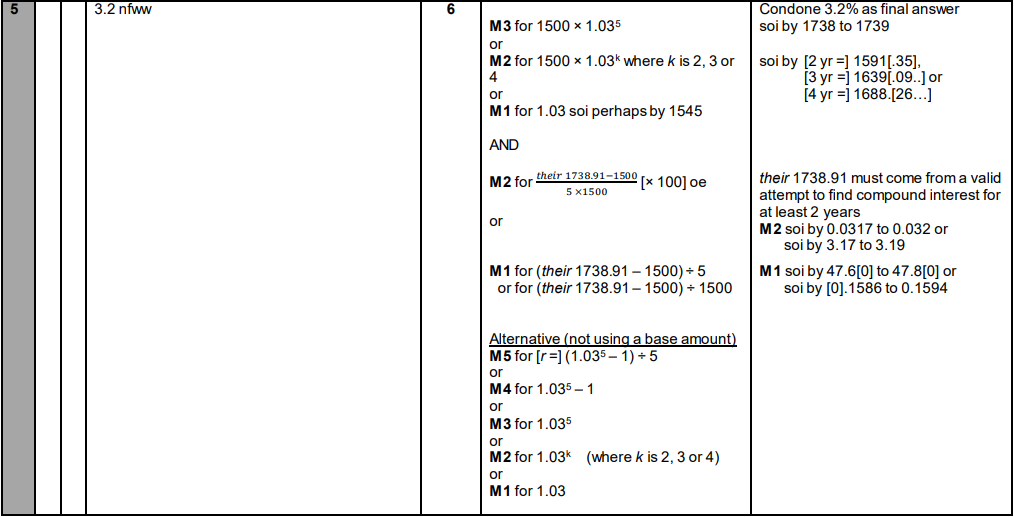 5 3.2 nfww 6 Condone 3.2% as final answer
M3 for 1500 × 1.03⁵ soi by 1738 to 1739
or
M2 for 1500 × 1.03ᵏ where k is 2, 3 or soi by [2 yr =] 1591[.35],
4 [3 yr =] 1639[.09..] or
or [4 yr =] 1688.[26…]
M1 for 1.03 soi perhaps by 1545
AND
M2 for (their 1738.91−1500)/(5 ×1500) [× 100] oe
their 1738.91 must come from a valid
attempt to find compound interest for
or at least 2 years
M2 soi by 0.0317 to 0.032 or
soi by 3.17 to 3.19
M1 for (their 1738.91 – 1500) ÷ 5 M1 soi by 47.6[0] to 47.8[0] or
or for (their 1738.91 – 1500) ÷ 1500 soi by [0].1586 to 0.1594
Alternative (not using a base amount)
M5 for [r =] (1.03⁵ – 1) ÷ 5
or
M4 for 1.03⁵ – 1
or
M3 for 1.03⁵
or
M2 for 1.03ᵏ (where k is 2, 3 or 4)
or
M1 for 1.03